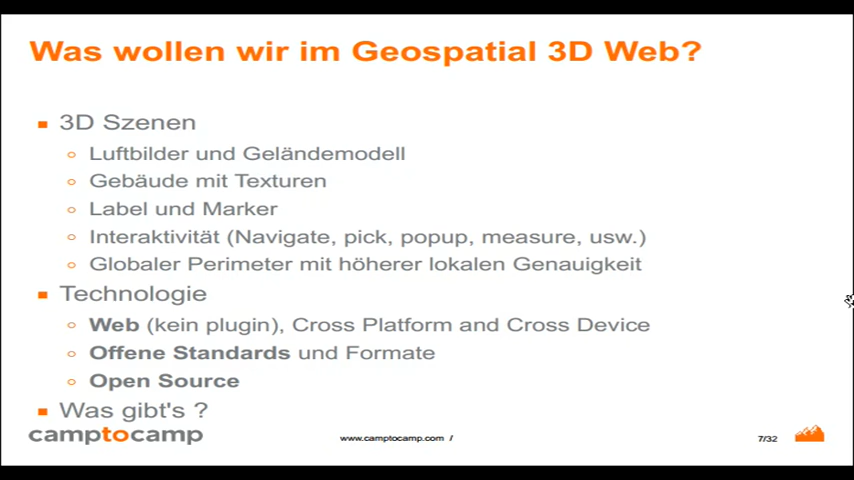 Was wollen wir im Geospatial 3D Web?
3D Szenen
Luftbilder und Geländemodell
Gebäude mit Texturen
Label und Marker
Interaktivität (Navigate, pick, popup, measure, usw.)
Globaler Perimeter mit höherer lokalen Genauigkeit
Technologie
Web (kein plugin), Cross Platform and Cross Device
Offene Standards und Formate
Open Source
Was gibt's ?
camptocamp
www.camptocamp.com /
7/32